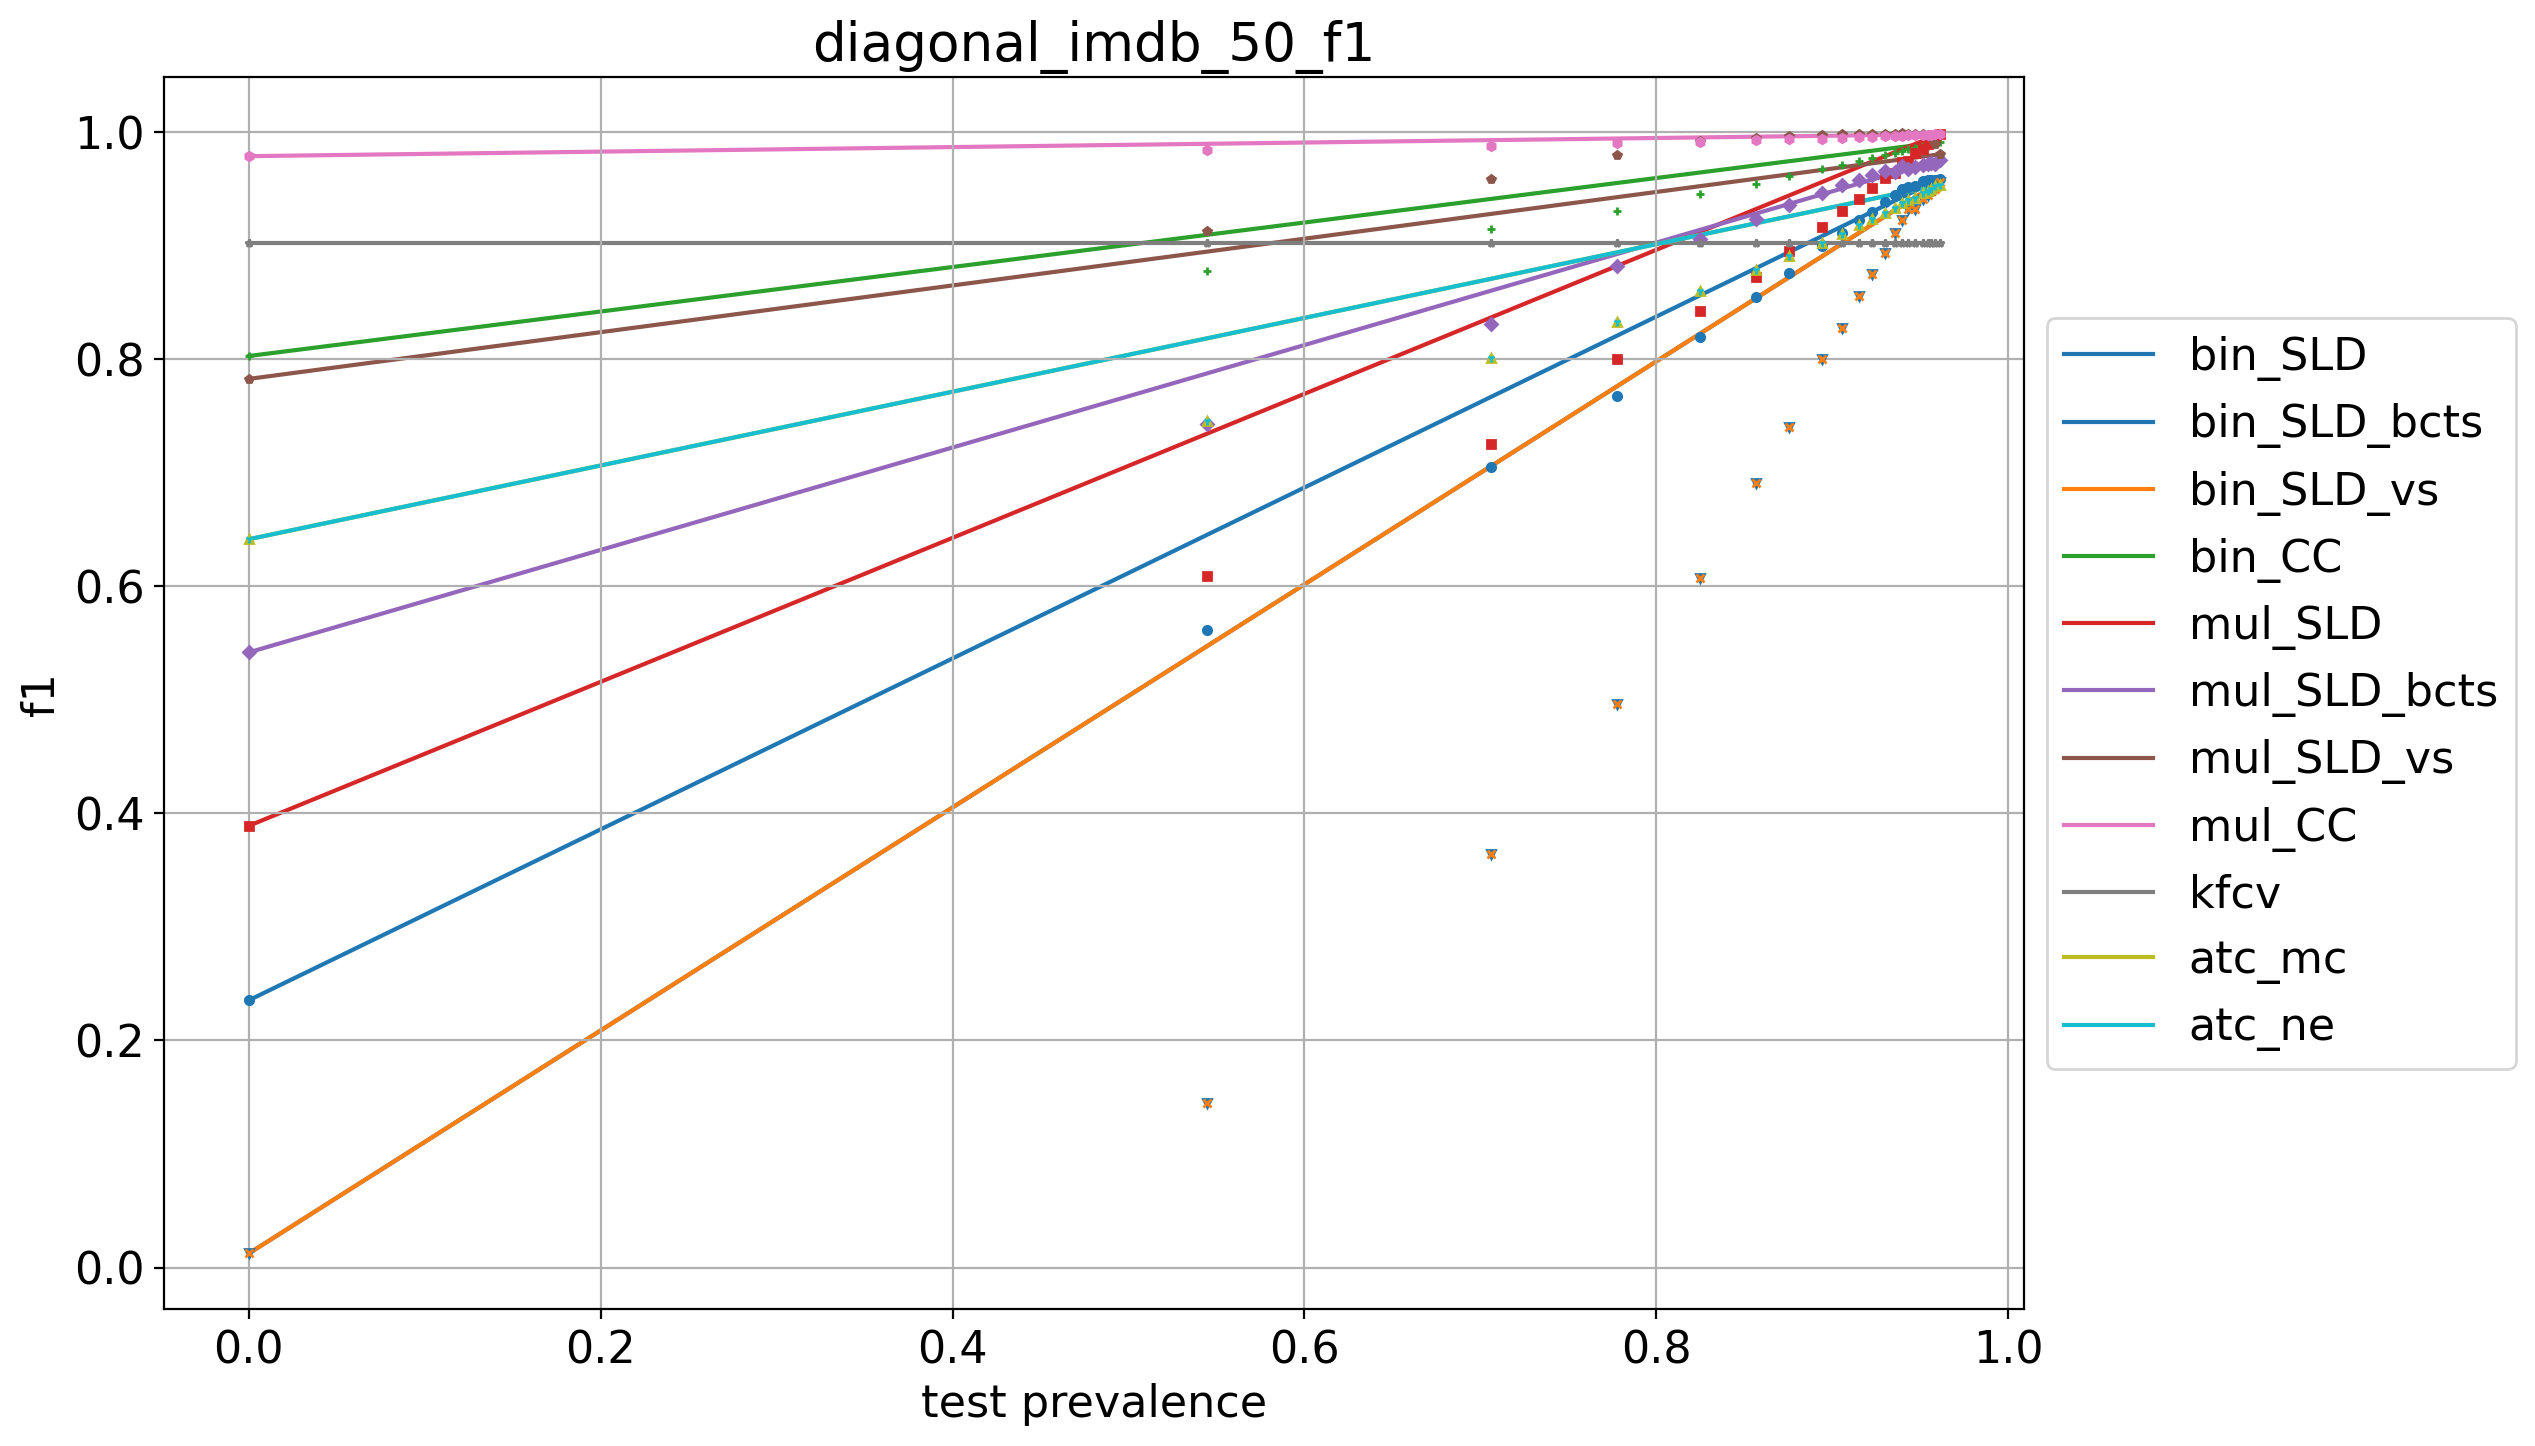 diagonal_imdb_50_f1
1.0
0.8
0.6
0.4
0.2
0.0
f1
0.0 0.2 0.4 0.6 0.8 1.0
test prevalence
bin_SLD
bin_SLD_bcts
bin_SLD_vs
bin_CC
mul_SLD
mul_SLD_bcts
mul_SLD_vs
mul_CC
kfcv
atc_mc
atc_ne